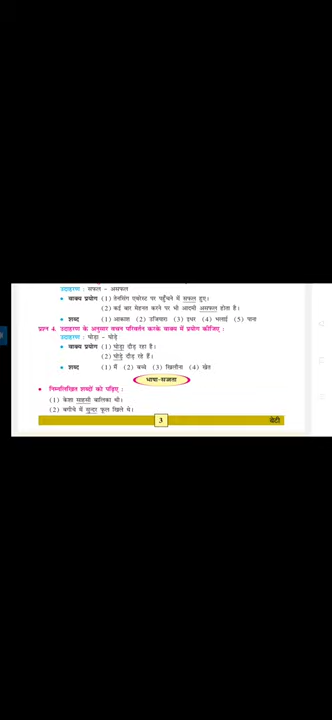 उदाहरण : सफल - असफल
• वाक्य प्रयोग (1) तेनसिंग एवरेस्ट पर पहुँचने में सफल हुए।
(2) कई बार मेहनत करने पर भी आदमी असफल होता है।
• शब्द (1) आकाश (2) उजियारा (3) इधर (4) भलाई (5) पाना
प्रश्न 4. उदाहरण के अनुसार वचन परिवर्तन करके वाक्य में प्रयोग कीजिए :
उदाहरण : घोड़ा - घोड़े
• वाक्य प्रयोग (1) घोड़ा दौड़ रहा है।
(2) घोड़े दौड़ रहे हैं।
• शब्द (1) मैं (2) बच्चे (3) खिलौना (4) खेत
भाषा-सज्जता
• निम्नलिखित शब्दों को पढ़िए :
(1) केशा साहसी बालिका थी।
(2) बगीचे में सुन्दर फूल खिले थे।
3 बेटी